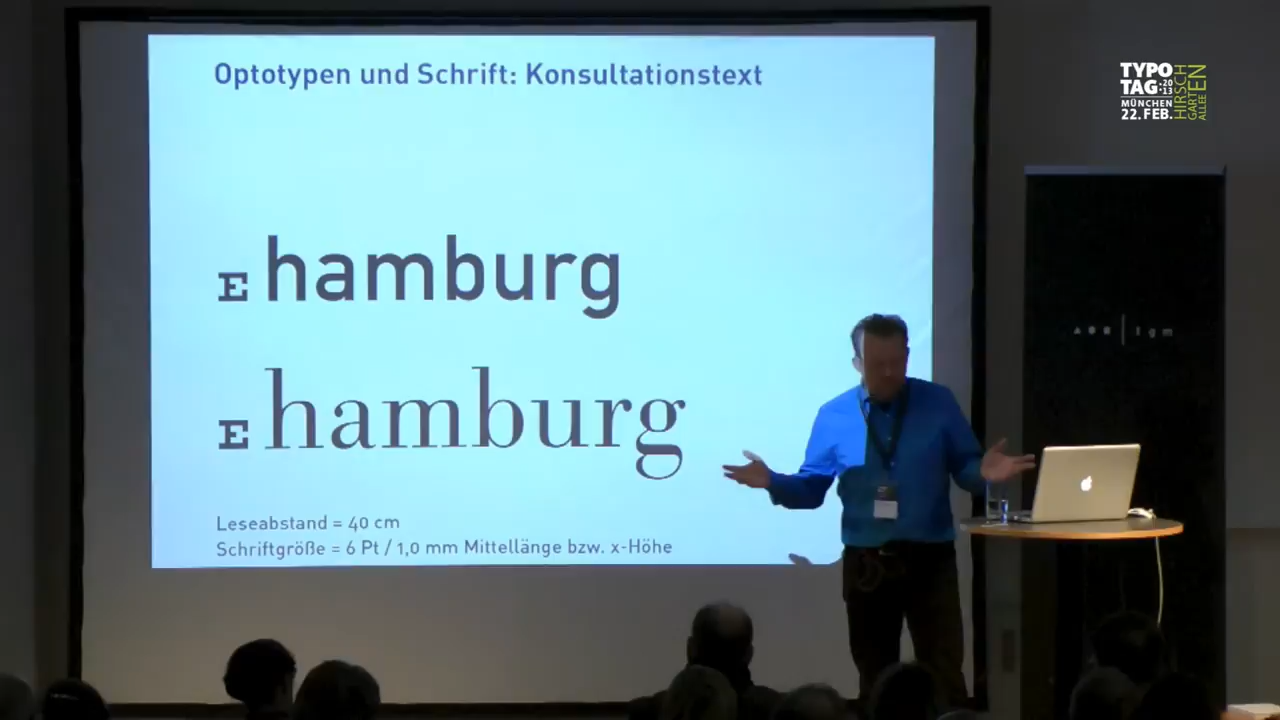 Optotypen und Schrift: Konsultationstext
E hamburg
E hamburg
Leseabstand = 40 cm
Schriftgröße = 6 Pt / 1,0 mm Mittellänge bzw. x-Höhe
TYPO
TAG:20
:13
MÜNCHEN
22. FEB.
HIRSCH
GARTEN
ALLEE